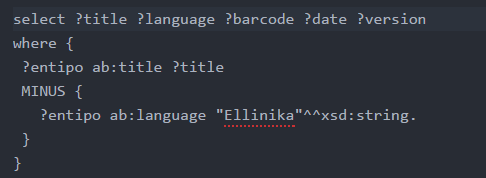 select ?title ?language ?barcode ?date ?version
where {
?entipo ab:title ?title
MINUS {
?entipo ab:language "Ellinika"^^xsd:string.
}
}